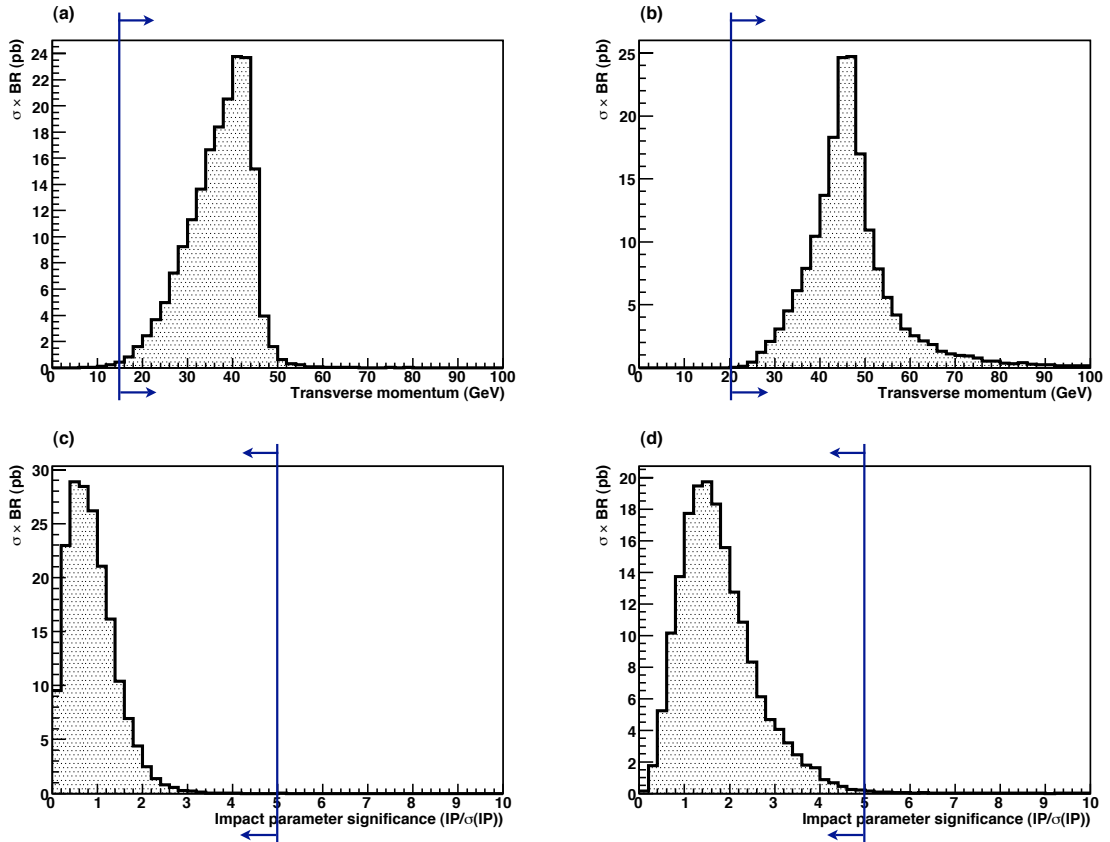 (a)
σ × BR (pb)
24
22
20
18
16
14
12
10
8
6
4
2
0
0 10 20 30 40 50 60 70 80 90 100
Transverse momentum (GeV)
(b)
σ × BR (pb)
25
20
15
10
5
0
0 10 20 30 40 50 60 70 80 90 100
Transverse momentum (GeV)
(c)
σ × BR (pb)
30
25
20
15
10
5
0
0 1 2 3 4 5 6 7 8 9 10
Impact parameter significance (IP/σ(IP))
(d)
σ × BR (pb)
20
18
16
14
12
10
8
6
4
2
0
0 1 2 3 4 5 6 7 8 9 10
Impact parameter significance (IP/σ(IP))